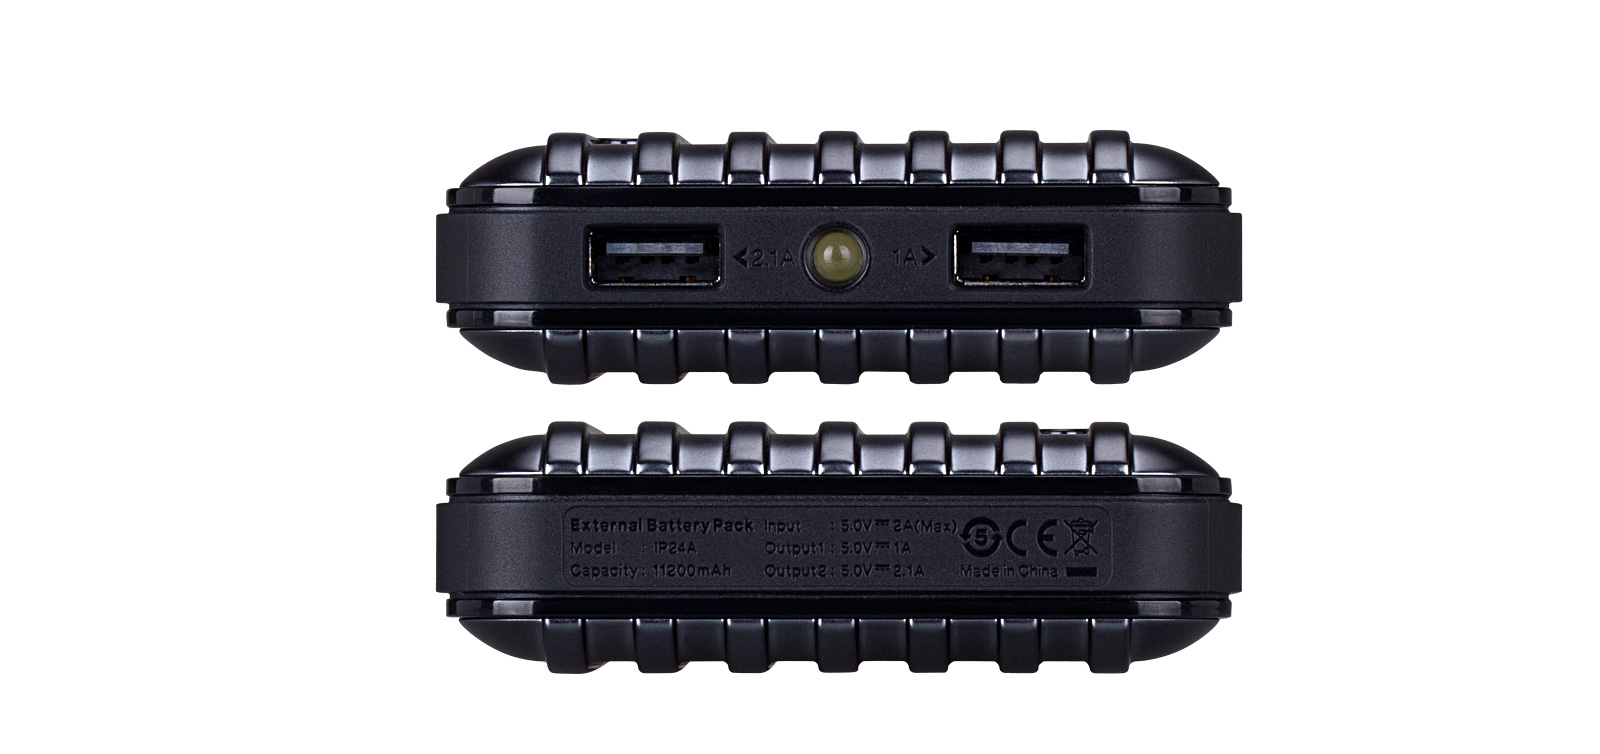 <2.1A 1A>
External Battery Pack Input : 5.0V⎓2A(Max)
Model : IP24A Output1 : 5.0V⎓1A
Capacity : 11200mAh Output2 : 5.0V⎓2.1A
5 CE
Made in China